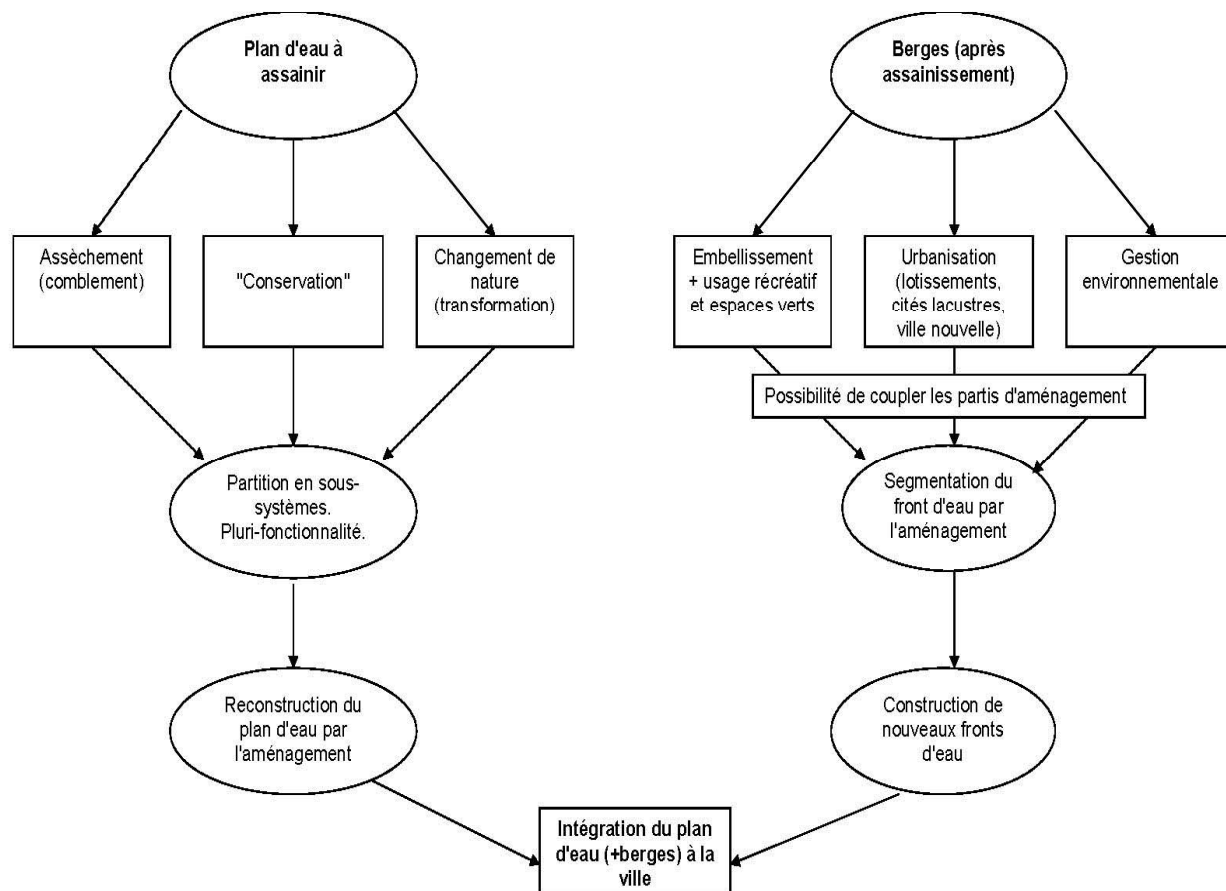 Plan d'eau à
assainir
Berges (après
assainissement)
Assèchement
(comblement)
"Conservation"
Changement de
nature
(transformation)
Embellissement
+ usage récréatif
et espaces verts
Urbanisation
(lotissements,
cités lacustres,
ville nouvelle)
Gestion
environnementale
Possibilité de coupler les partis d'aménagement
Partition en sous-
systèmes.
Pluri-fonctionnalité.
Segmentation du
front d'eau par
l'aménagement
Reconstruction du
plan d'eau par
l'aménagement
Construction de
nouveaux fronts
d'eau
Intégration du plan
d'eau (+berges) à la
ville